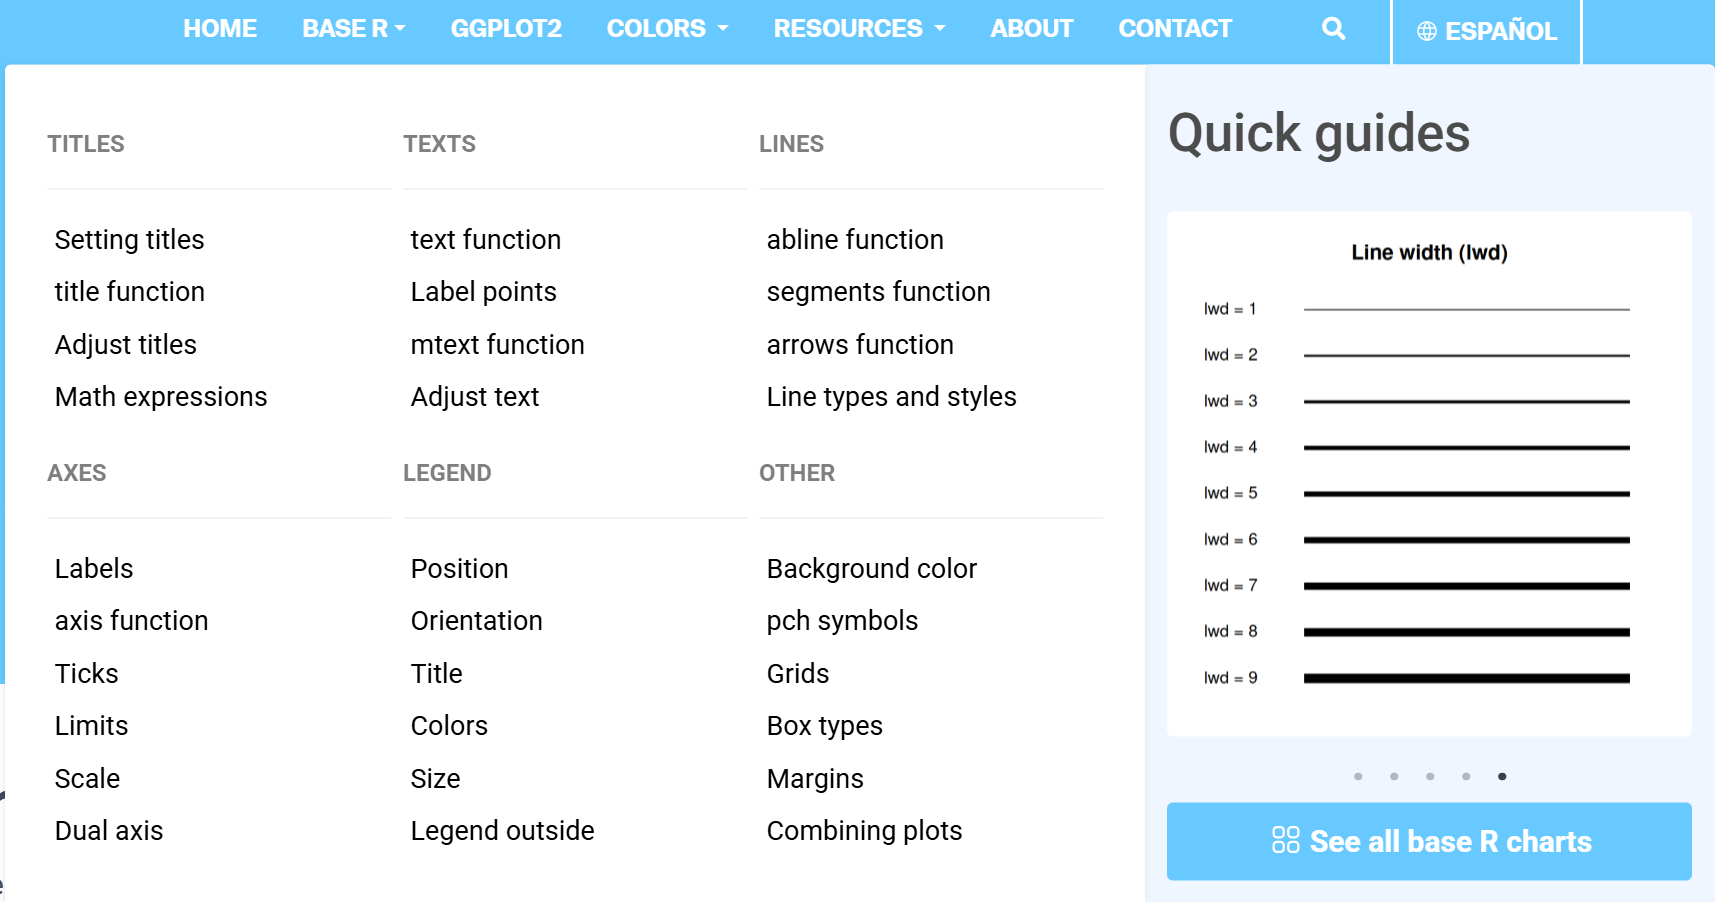 HOME BASE R GGPLOT2 COLORS RESOURCES ABOUT CONTACT ESPAÑOL
TITLES
Setting titles
title function
Adjust titles
Math expressions
TEXTS
text function
Label points
mtext function
Adjust text
LINES
abline function
segments function
arrows function
Line types and styles
AXES
Labels
axis function
Ticks
Limits
Scale
Dual axis
LEGEND
Position
Orientation
Title
Colors
Size
Legend outside
OTHER
Background color
pch symbols
Grids
Box types
Margins
Combining plots
Quick guides
Line width (lwd)
lwd = 1
lwd = 2
lwd = 3
lwd = 4
lwd = 5
lwd = 6
lwd = 7
lwd = 8
lwd = 9
See all base R charts